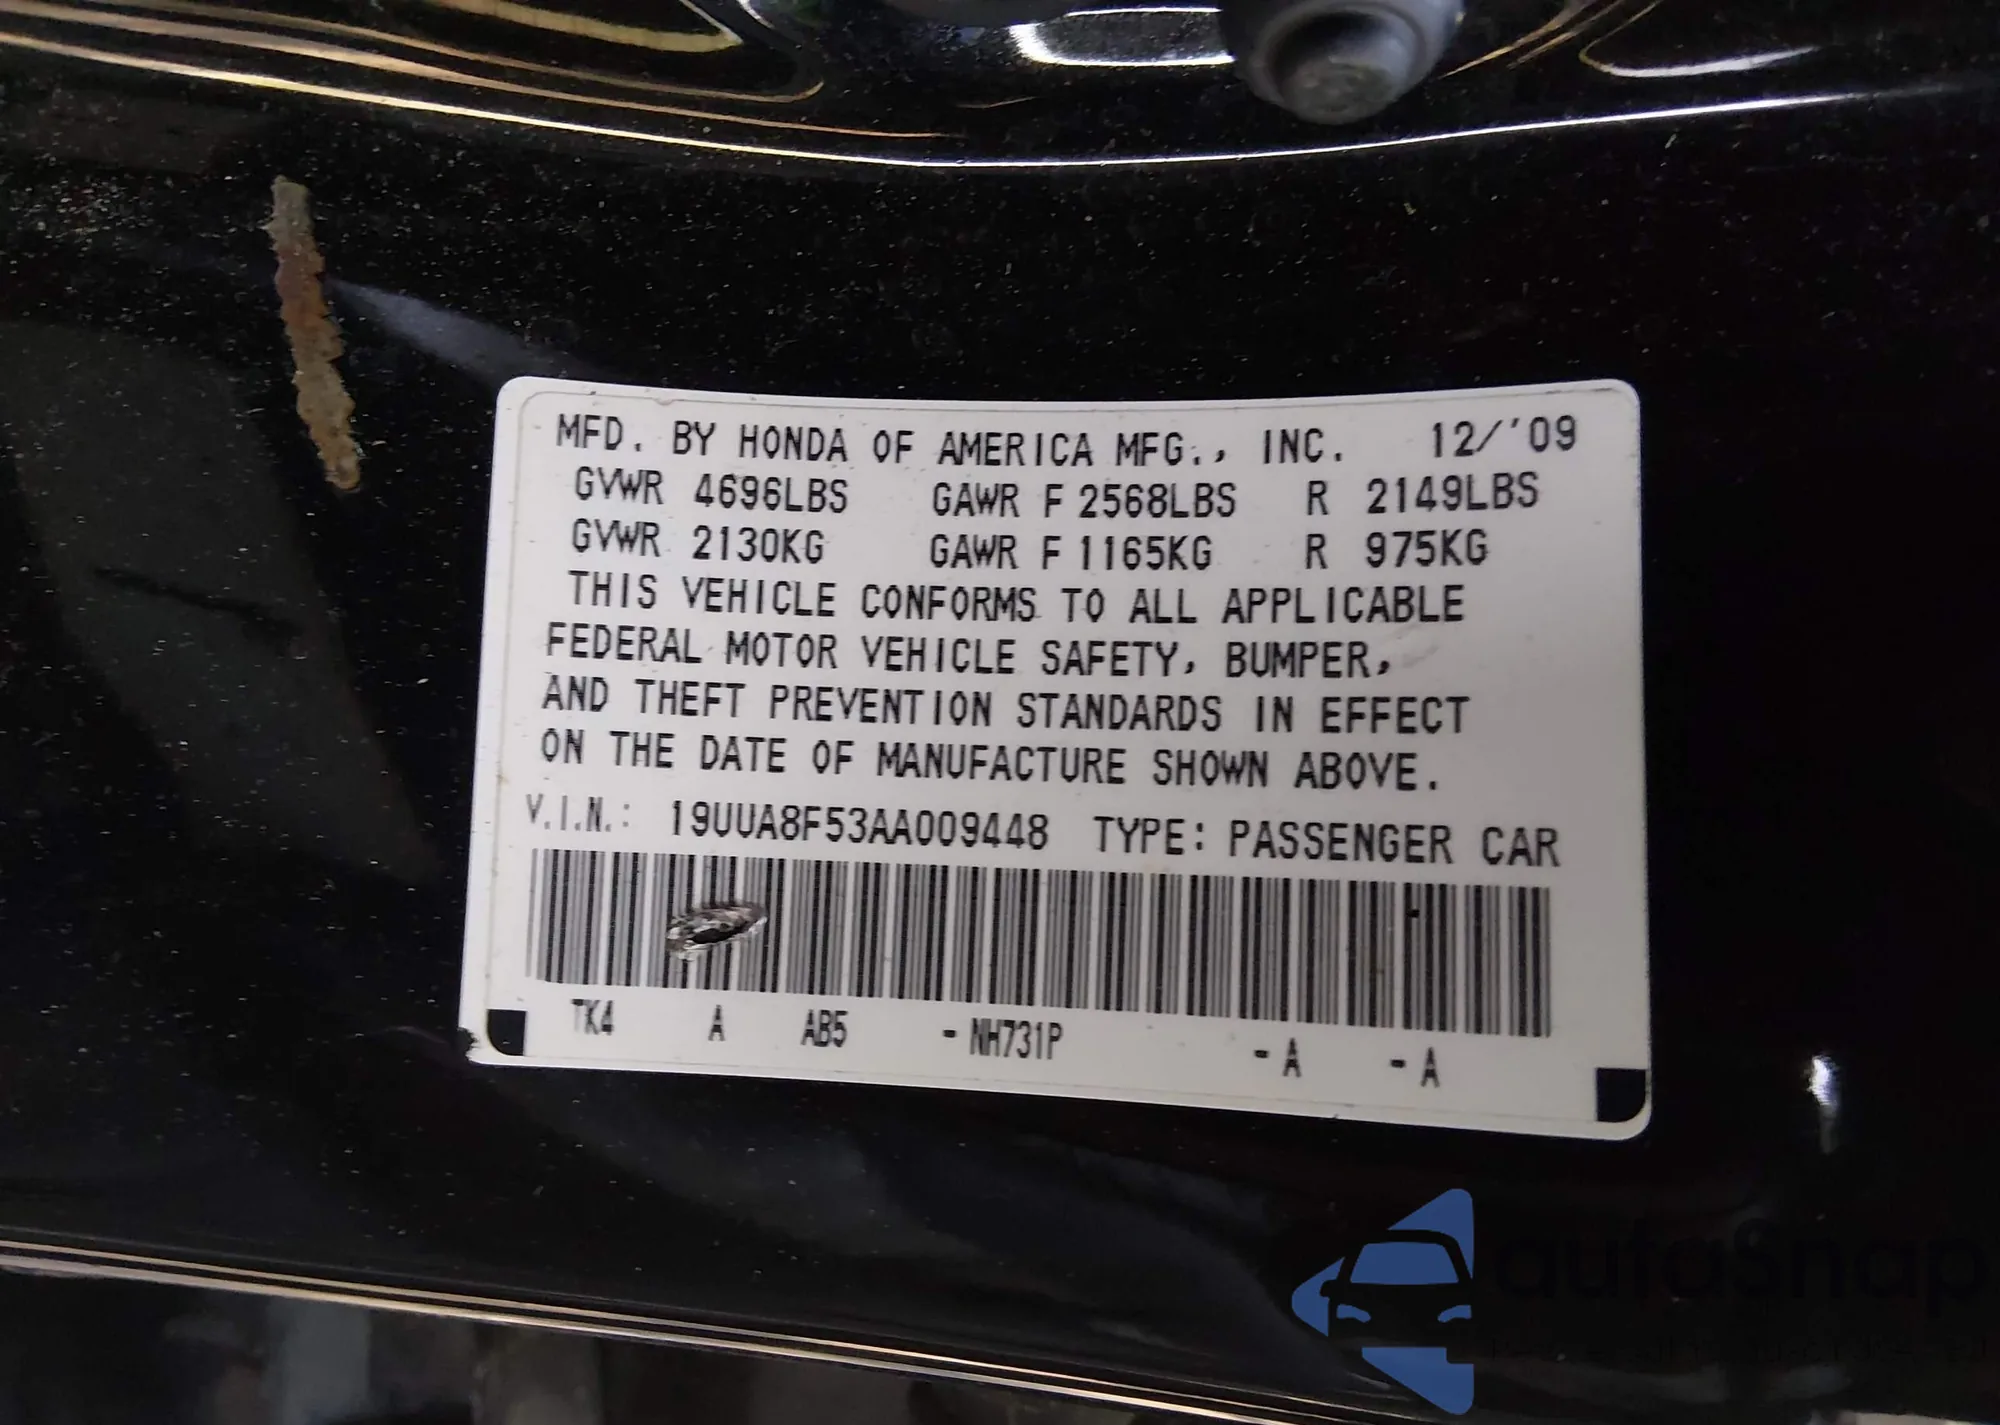 MFD. BY HONDA OF AMERICA MFG., INC. 12/'09
GVWR 4696LBS GAWR F 2568LBS R 2149LBS
GVWR 2130KG GAWR F 1165KG R 975KG
THIS VEHICLE CONFORMS TO ALL APPLICABLE
FEDERAL MOTOR VEHICLE SAFETY, BUMPER,
AND THEFT PREVENTION STANDARDS IN EFFECT
ON THE DATE OF MANUFACTURE SHOWN ABOVE.
V.I.N.: 19UUA8F53AA009448 TYPE: PASSENGER CAR
TK4 A AB5 - NH731P - A - A
autosnap